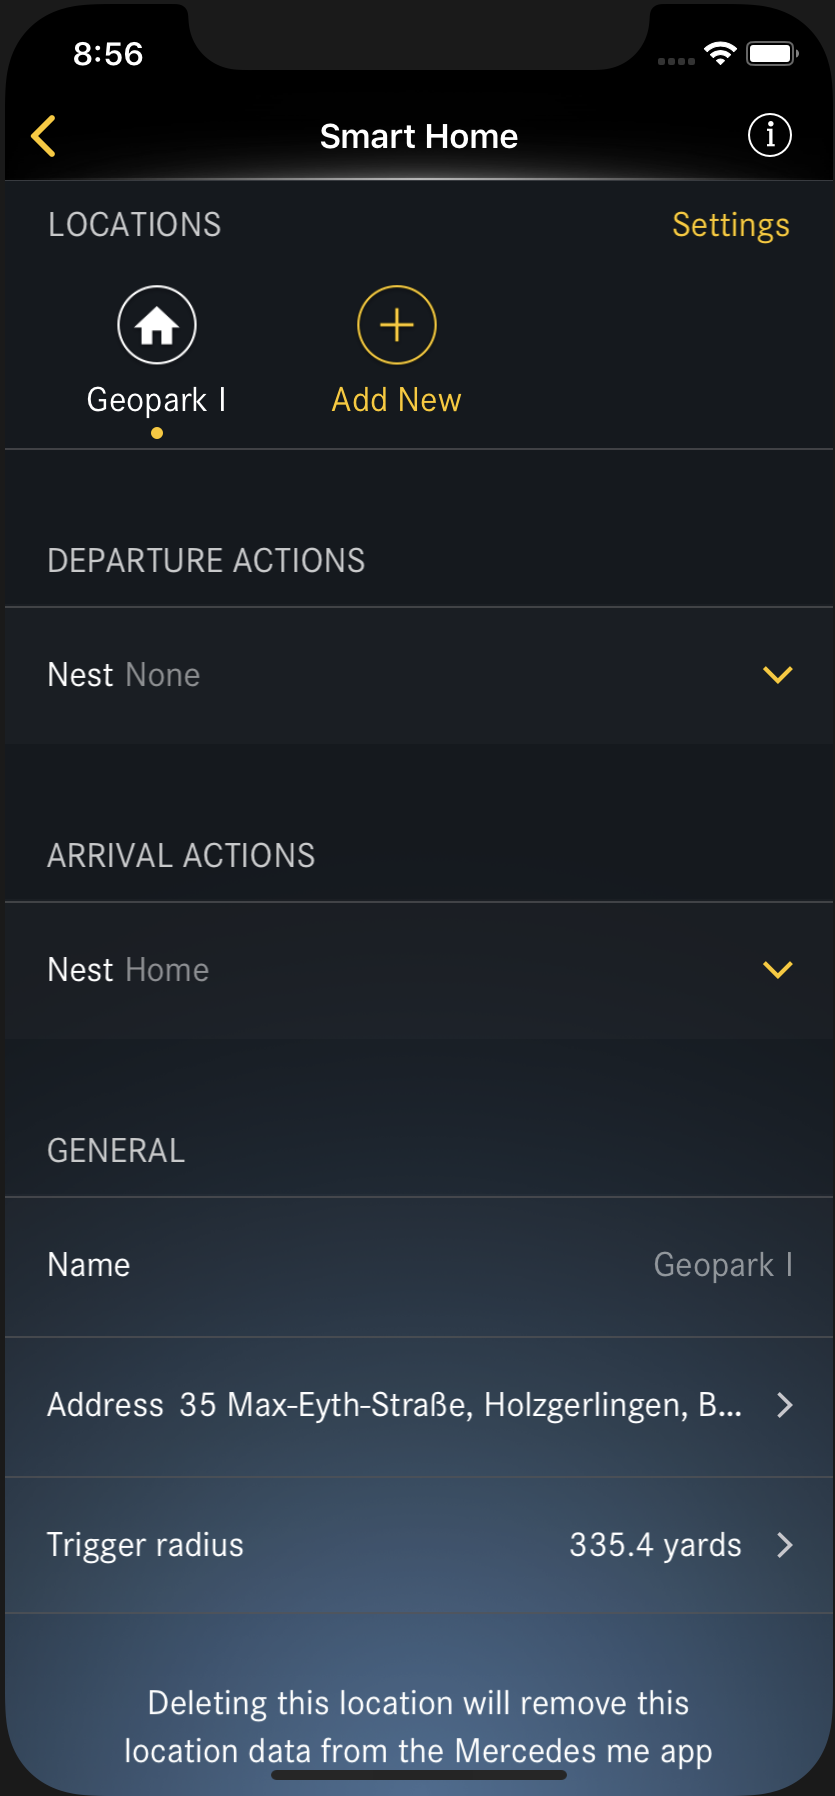 8:56
Smart Home
LOCATIONS Settings
Geopark I Add New
DEPARTURE ACTIONS
Nest None
ARRIVAL ACTIONS
Nest Home
GENERAL
Name Geopark I
Address 35 Max-Eyth-Straße, Holzgerlingen, B...
Trigger radius 335.4 yards
Deleting this location will remove this
location data from the Mercedes me app